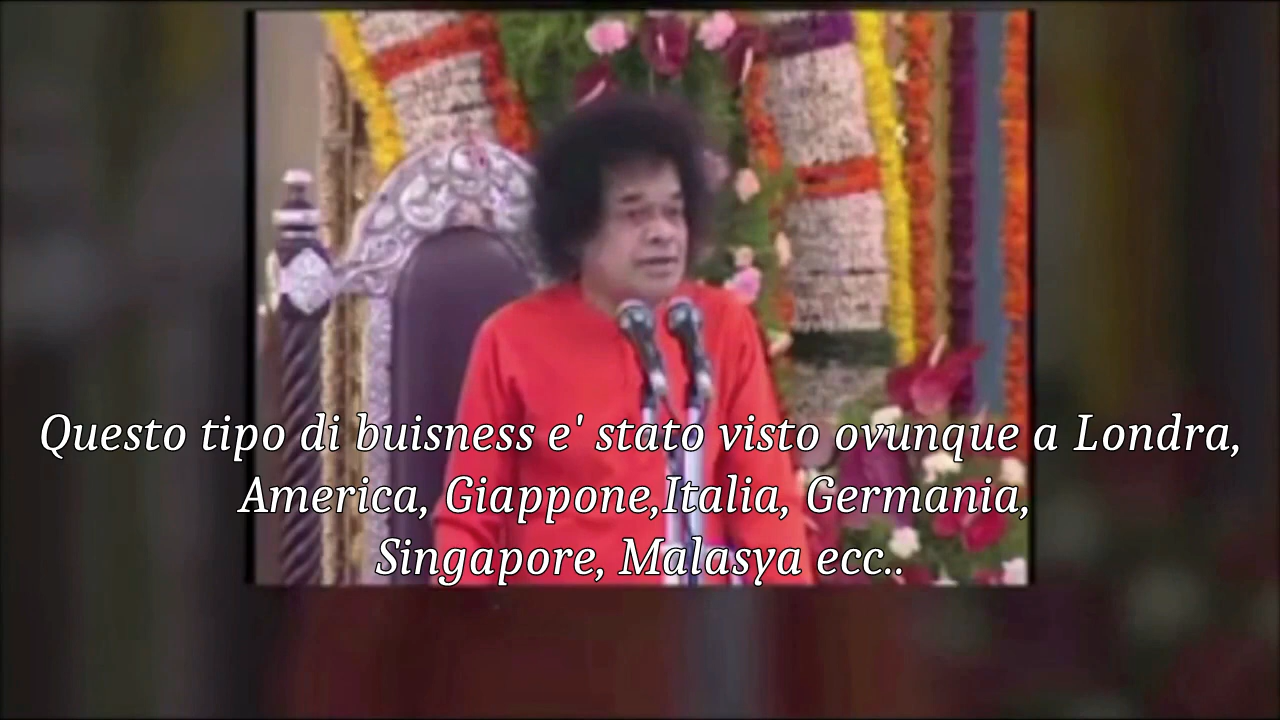 Questo tipo di buisness e' stato visto ovunque a Londra,
America, Giappone,Italia, Germania,
Singapore, Malasya ecc..